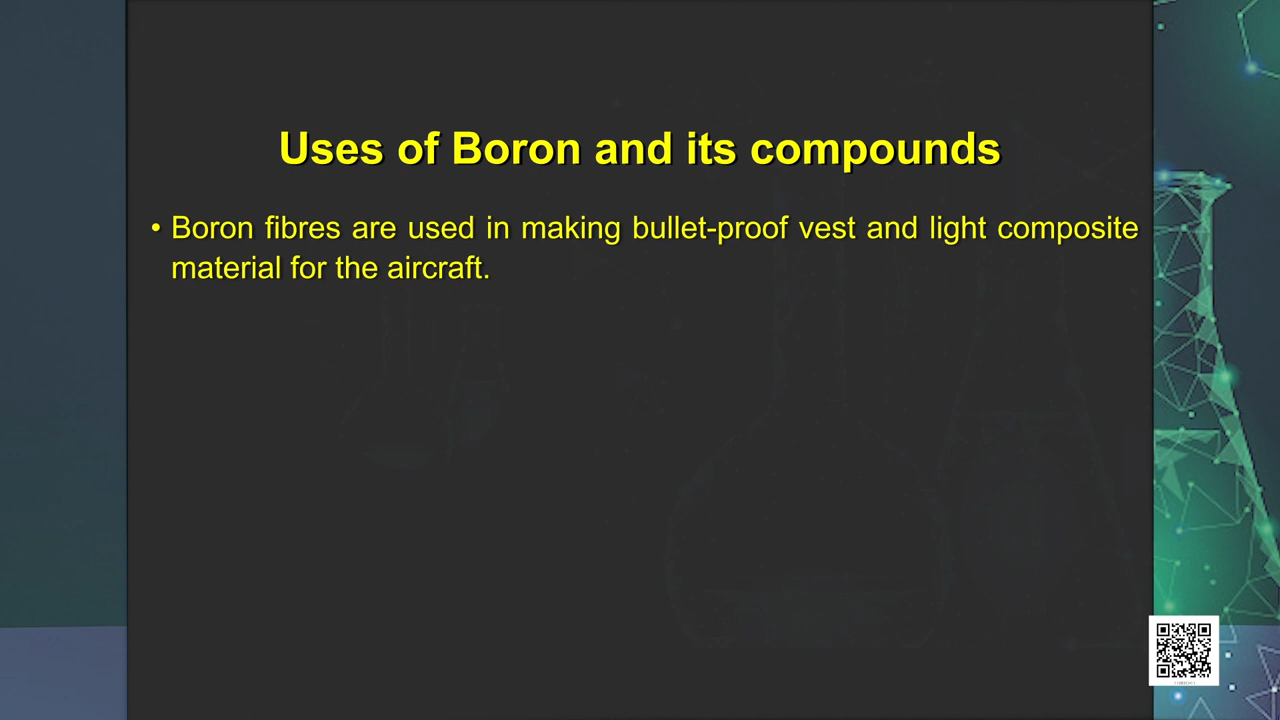 Uses of Boron and its compounds
• Boron fibres are used in making bullet-proof vest and light composite
material for the aircraft.